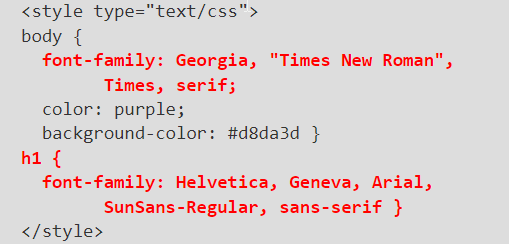 <style type="text/css">
body {
font-family: Georgia, "Times New Roman",
Times, serif;
color: purple;
background-color: #d8da3d }
h1 {
font-family: Helvetica, Geneva, Arial,
SunSans-Regular, sans-serif }
</style>